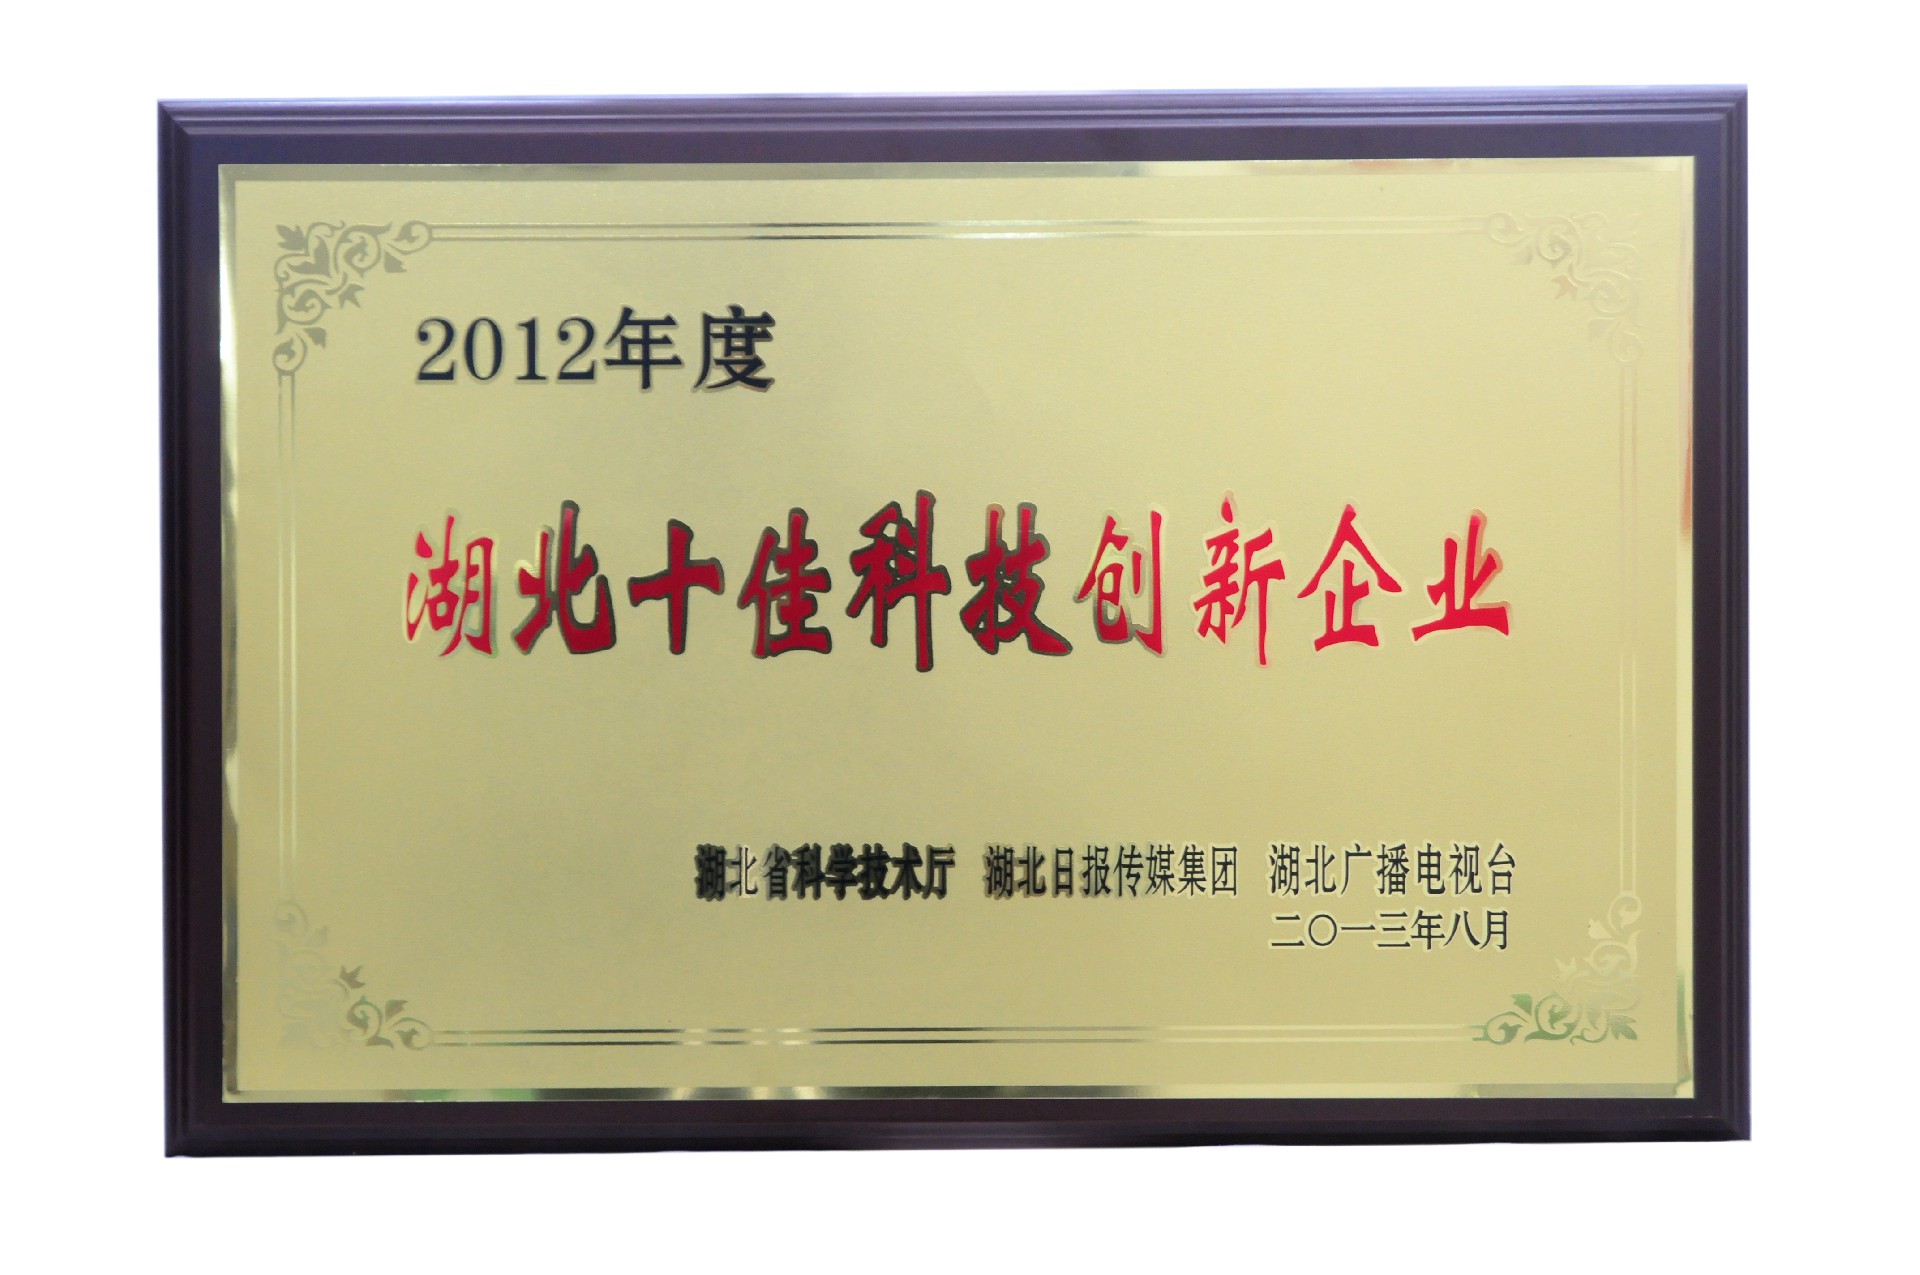 2012年度
湖北十佳科技创新企业
湖北省科学技术厅 湖北日报传媒集团 湖北广播电视台
二〇一三年八月